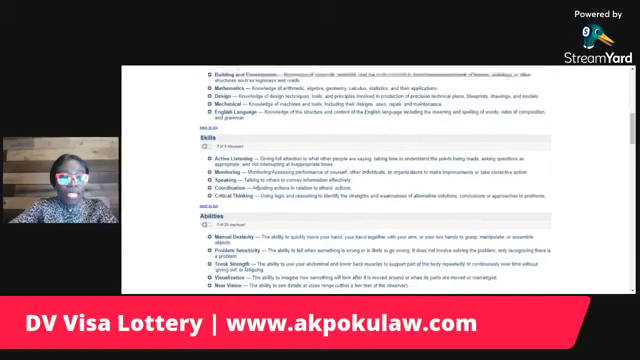 Powered by
StreamYard
Building and
structures such as highways and roads.
Mathematics — Knowledge of arithmetic, algebra, geometry, calculus, statistics, and their applications.
Design — Knowledge of design techniques, tools, and principles involved in production of precision technical plans, blueprints, drawings, and models.
Mechanical — Knowledge of machines and tools, including their designs, uses, repair, and maintenance.
English Language — Knowledge of the structure and content of the English language including the meaning and spelling of words, rules of composition,
and grammar.
back to top
Skills
5 of 9 displayed
Active Listening — Giving full attention to what other people are saying, taking time to understand the points being made, asking questions as
appropriate, and not interrupting at inappropriate times.
Monitoring — Monitoring/Assessing performance of yourself, other individuals, or organizations to make improvements or take corrective action.
Speaking — Talking to others to convey information effectively.
Coordination — Adjusting actions in relation to others' actions.
Critical Thinking — Using logic and reasoning to identify the strengths and weaknesses of alternative solutions, conclusions or approaches to problems.
back to top
Abilities
displayed
Manual Dexterity — The ability to quickly move your hand, your hand together with your arm, or your two hands to grasp, manipulate, or assemble
objects.
Problem Sensitivity — The ability to tell when something is wrong or is likely to go wrong. It does not involve solving the problem, only recognizing there is
a problem.
Trunk Strength — The ability to use your abdominal and lower back muscles to support part of the body repeatedly or continuously over time without
'giving out' or fatiguing.
Visualization — The ability to imagine how something will look after it is moved around or when its parts are moved or rearranged.
Near Vision — The ability to see details at close range (within a few feet of the observer).
DV Visa Lottery | www.akpokulaw.com